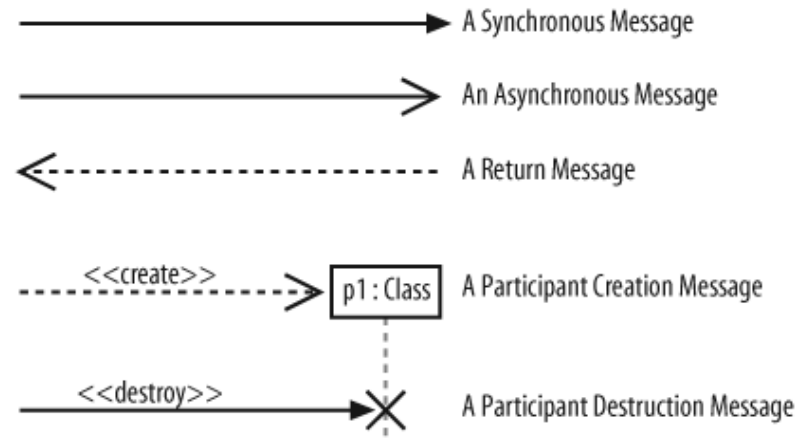 A Synchronous Message
An Asynchronous Message
A Return Message
<<create>>
p1 : Class
A Participant Creation Message
<<destroy>>
A Participant Destruction Message